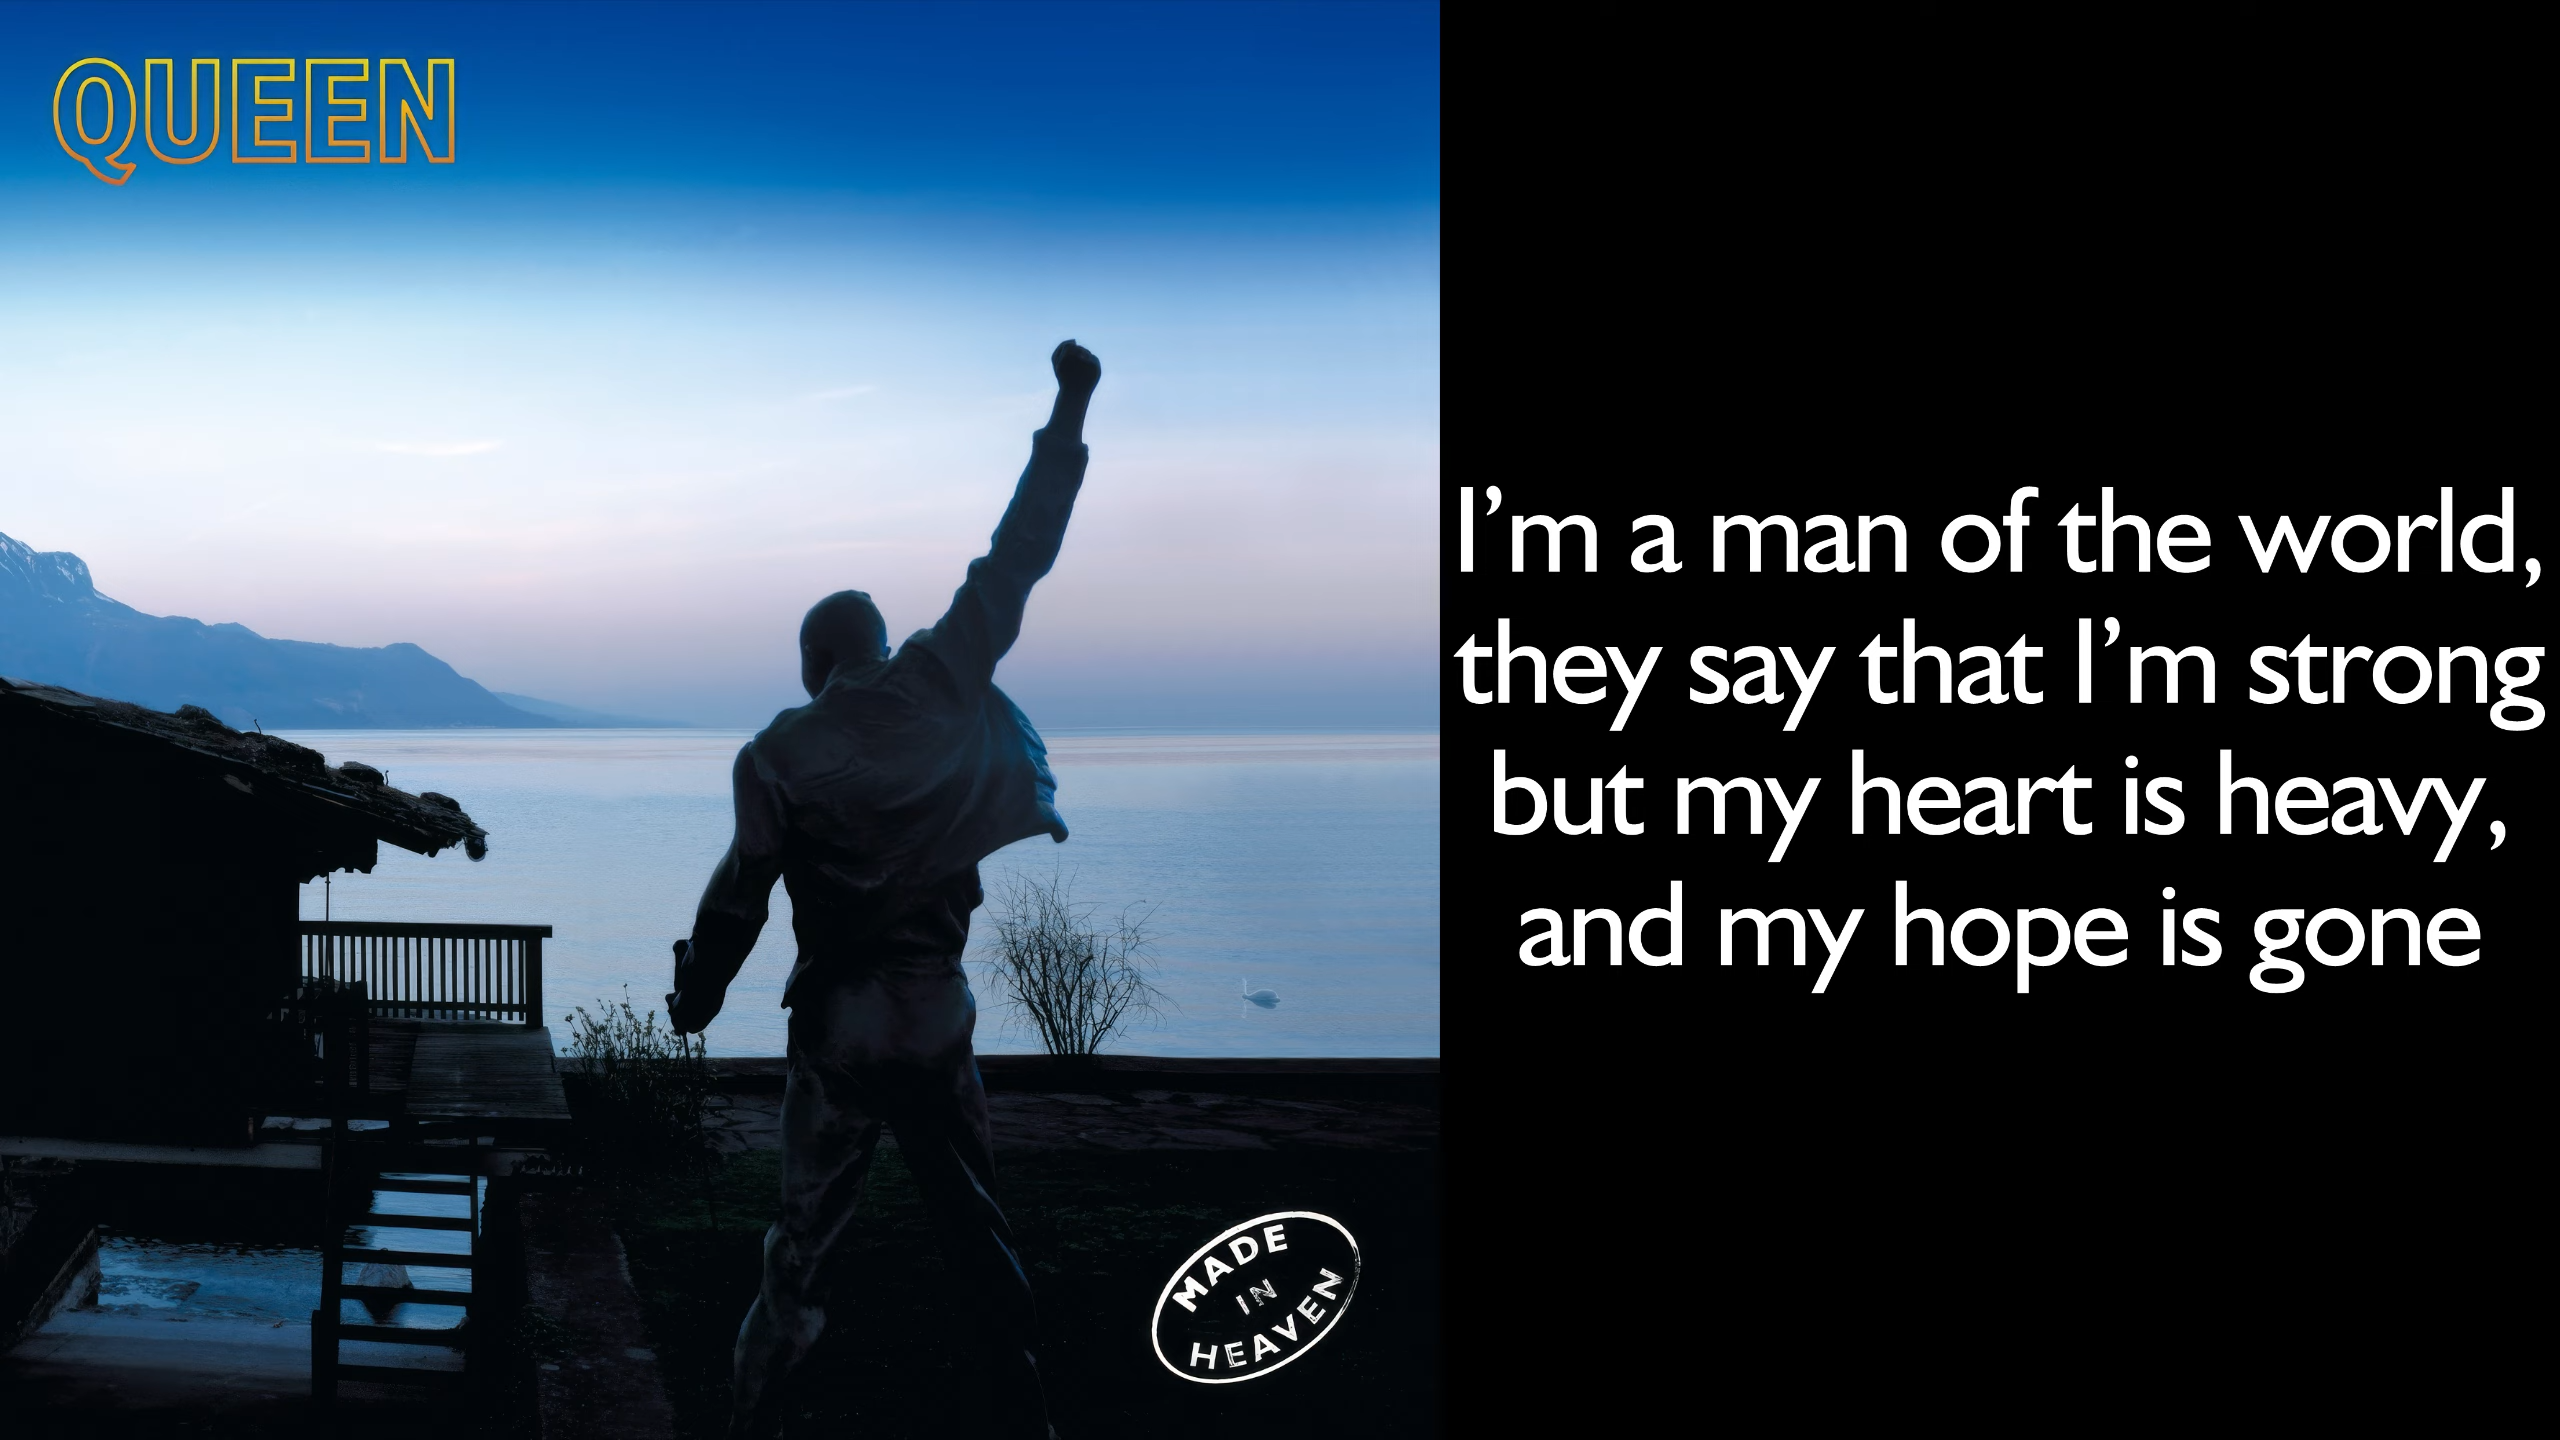 QUEEN
I'm a man of the world,
they say that I'm strong
but my heart is heavy,
and my hope is gone
MADE
IN
HEAVEN